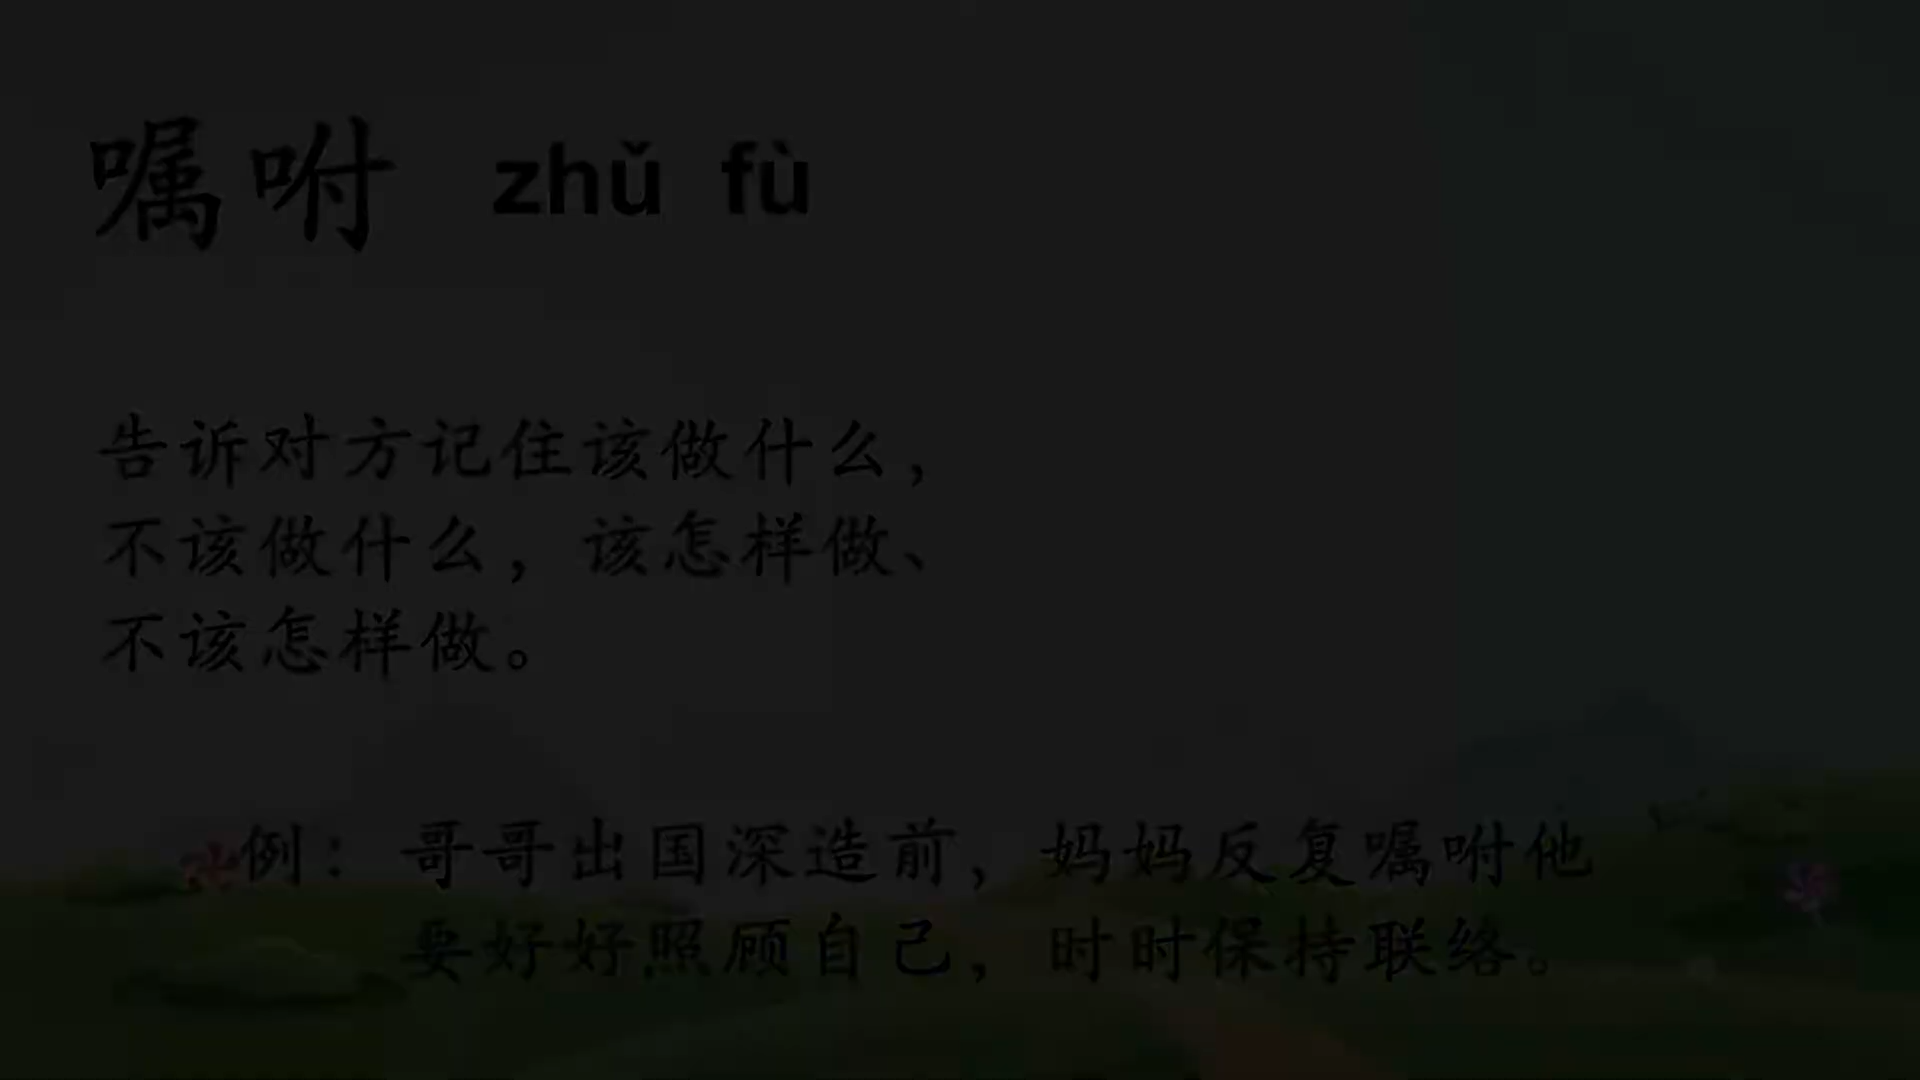 嘱咐 zhǔ fù
告诉对方记住该做什么，
不该做什么，该怎样做、
不该怎样做。
例：哥哥出国深造前，妈妈反复嘱咐他
要好好照顾自己，时时保持联络。